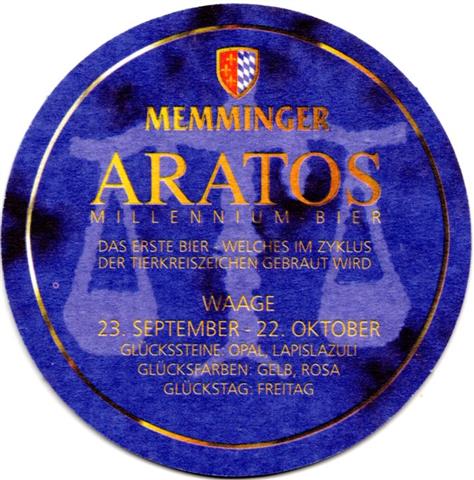 MEMMINGER
ARATOS
MILLENNIUM-BIER
DAS ERSTE BIER - WELCHES IM ZYKLUS
DER TIERKREISZEICHEN GEBRAUT WIRD
WAAGE
23. SEPTEMBER - 22. OKTOBER
GLÜCKSSTEINE: OPAL, LAPISLAZULI
GLÜCKSFARBEN: GELB, ROSA
GLÜCKSTAG: FREITAG